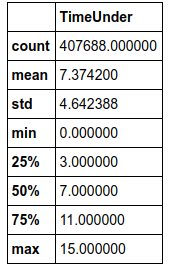 TimeUnder
count 407688.000000
mean 7.374200
std 4.642388
min 0.000000
25% 3.000000
50% 7.000000
75% 11.000000
max 15.000000